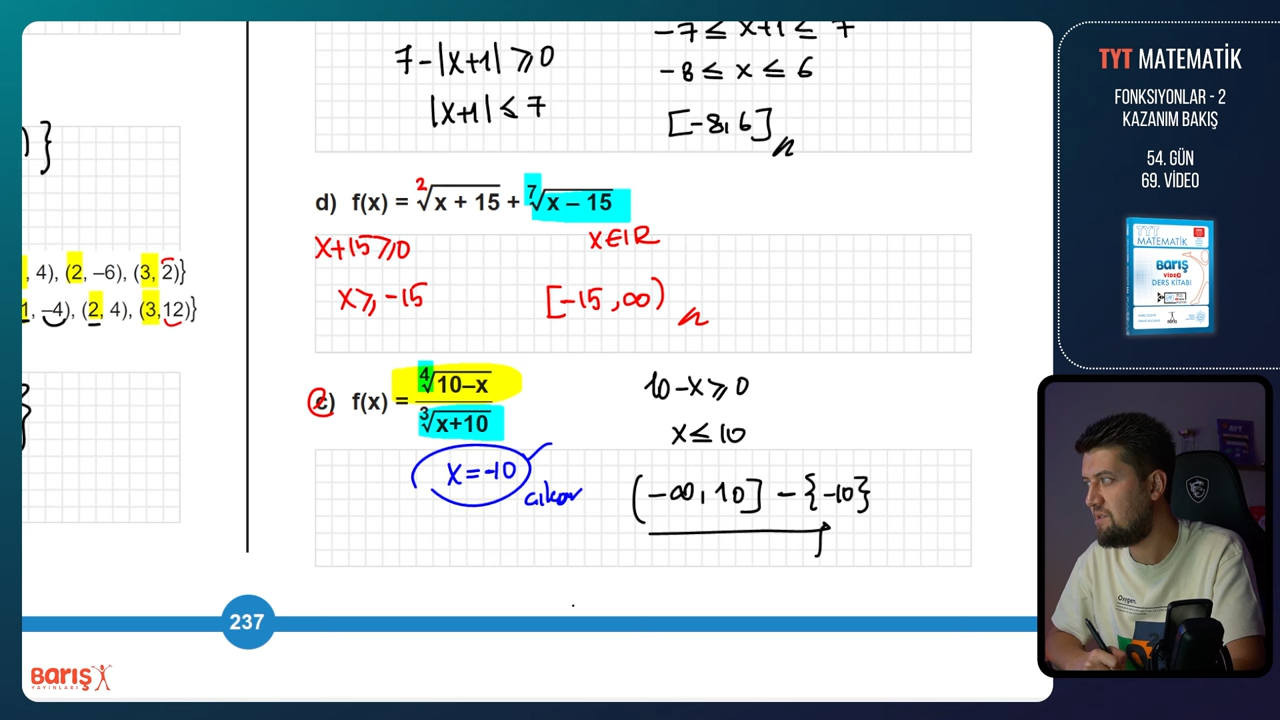 7-|x+1| ⩾ 0
|x+1| ≤ 7
-7 ≤ x+1 ≤ 7
-8 ≤ x ≤ 6
[-8, 6]
)}
, 4), (2, –6), (3, 2)}
1, –4), (2, 4), (3,12)}
}
d) f(x) = ²√x + 15 + ⁷√x – 15
x+15 ⩾ 0
x ⩾ -15
x∈IR
[-15, ∞)
e) f(x) = ⁴√10–x / ³√x+10
x=-10
çıkar
10-x ⩾ 0
x ≤ 10
(-∞, 10] - {-10}
237
BARIŞ
YAYINLARI
TYT MATEMATİK
FONKSIYONLAR - 2
KAZANIM BAKIŞ
54. GÜN
69. VİDEO
TYT
MATEMATİK
BARIŞ
VİDEO
DERS KİTABI
Oxygen